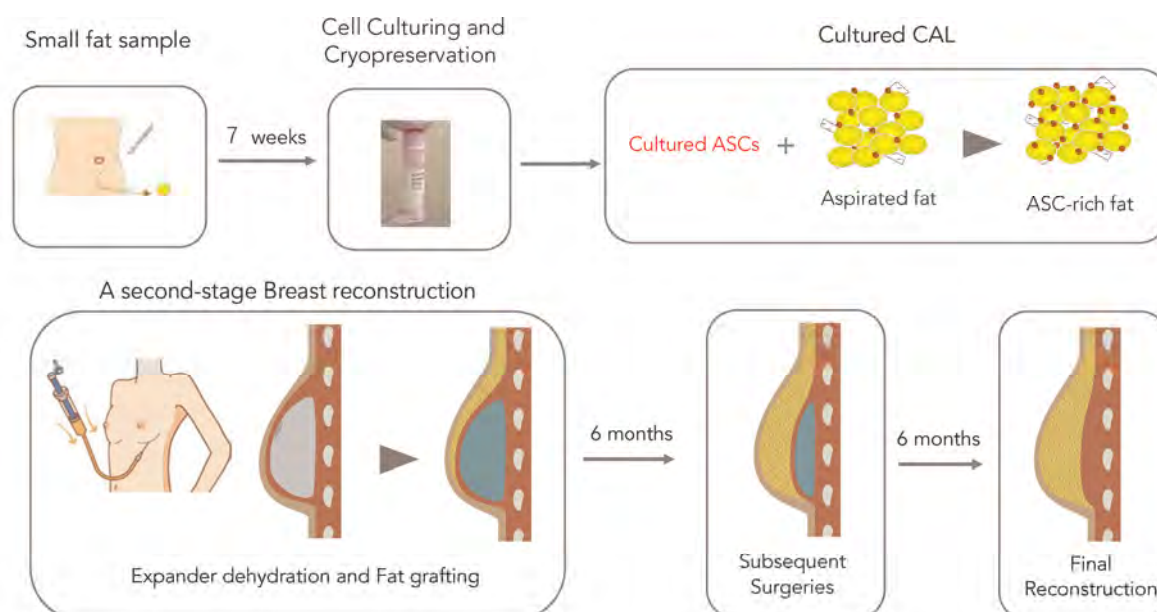 Small fat sample
Cell Culturing and
Cryopreservation
Cultured CAL
7 weeks
Cultured ASCs +
Aspirated fat
ASC-rich fat
A second-stage Breast reconstruction
6 months
6 months
Expander dehydration and Fat grafting
Subsequent
Surgeries
Final
Reconstruction